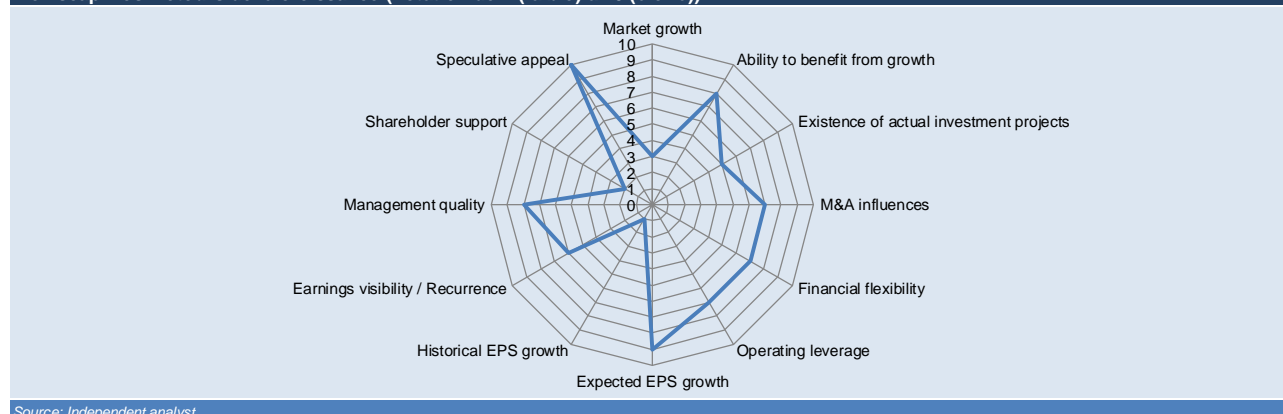 Market growth
10
Speculative appeal
9
Ability to benefit from growth
8
7
6
Shareholder support
5
Existence of actual investment projects
4
3
2
1
Management quality
0
M&A influences
Earnings visibility / Recurrence
Financial flexibility
Historical EPS growth
Operating leverage
Expected EPS growth
Source: Independent analyst